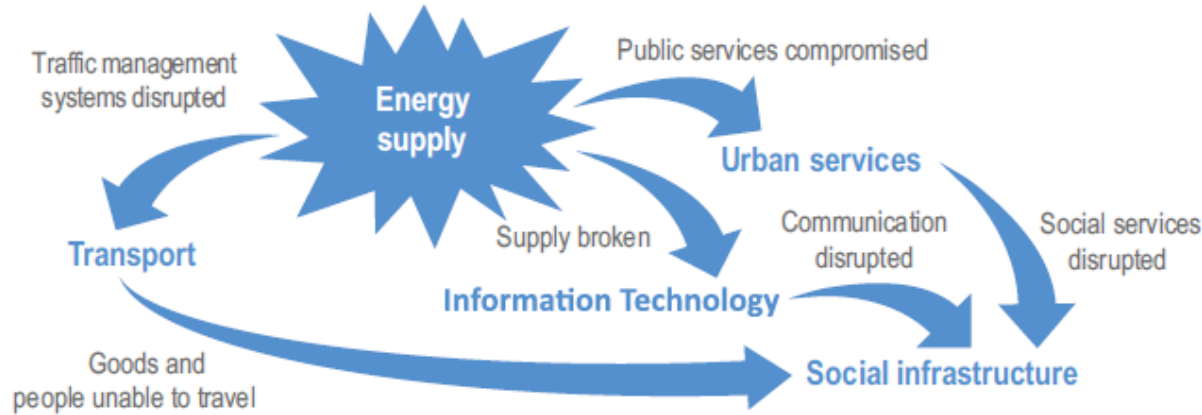 Traffic management
systems disrupted
Energy
supply
Public services compromised
Urban services
Transport
Supply broken
Communication
disrupted
Social services
disrupted
Information Technology
Goods and
people unable to travel
Social infrastructure